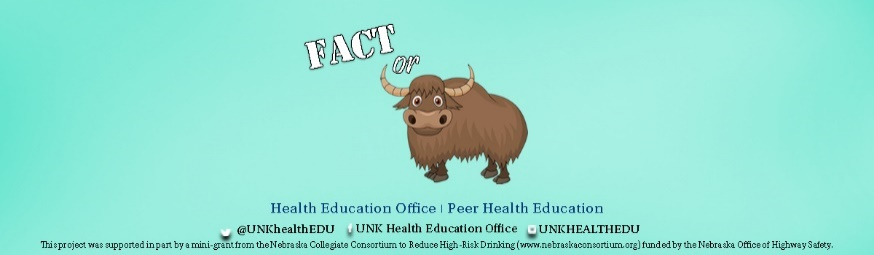 FACT
or
Health Education Office | Peer Health Education
@UNKhealthEDU UNK Health Education Office UNKHEALTHEDU
This project was supported in part by a mini-grant from the Nebraska Collegiate Consortium to Reduce High-Risk Drinking (www.nebraskaconsortium.org) funded by the Nebraska Office of Highway Safety.